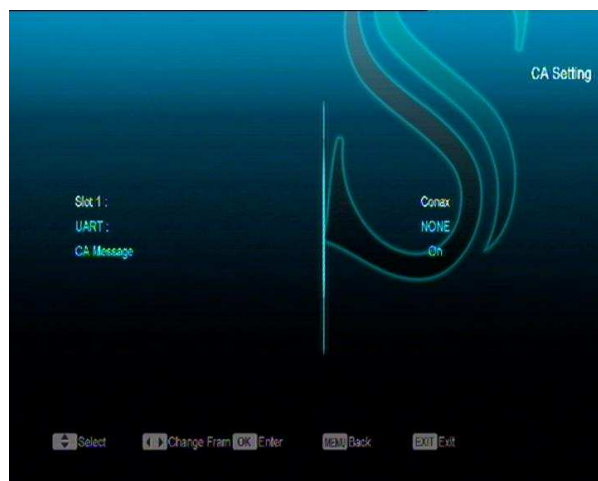 CA Setting
Slot 1 : Conax
UART : NONE
CA Message On
Select Change Fram OK Enter MENU Back EXIT Exit